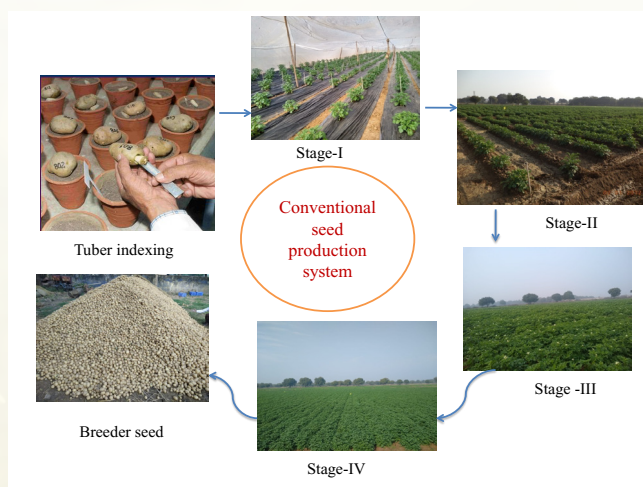 Stage-I
Stage-II
Conventional
seed
production
system
Tuber indexing
Stage -III
Breeder seed
Stage-IV